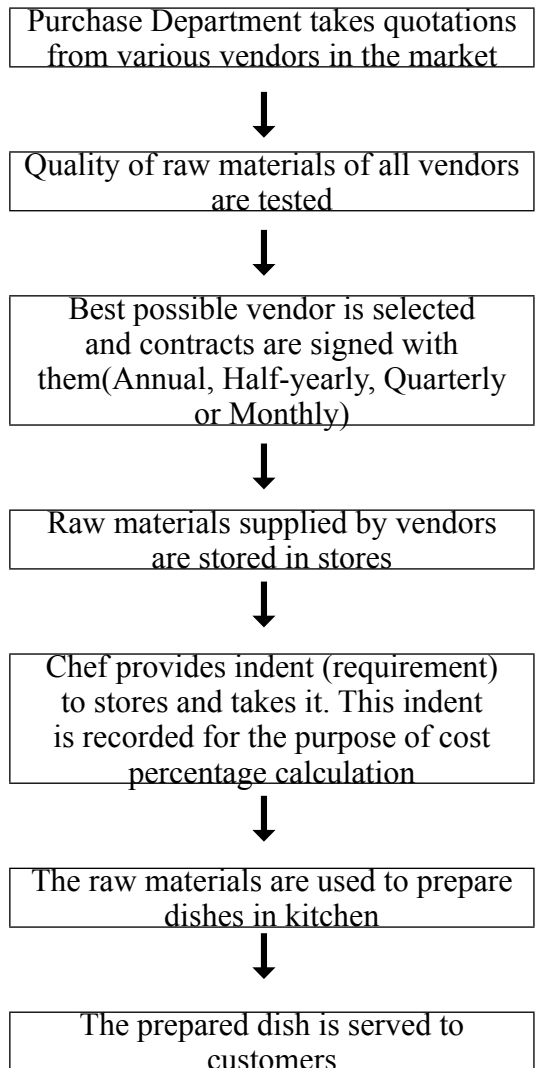 Purchase Department takes quotations
from various vendors in the market
Quality of raw materials of all vendors
are tested
Best possible vendor is selected
and contracts are signed with
them(Annual, Half-yearly, Quarterly
or Monthly)
Raw materials supplied by vendors
are stored in stores
Chef provides indent (requirement)
to stores and takes it. This indent
is recorded for the purpose of cost
percentage calculation
The raw materials are used to prepare
dishes in kitchen
The prepared dish is served to
customers